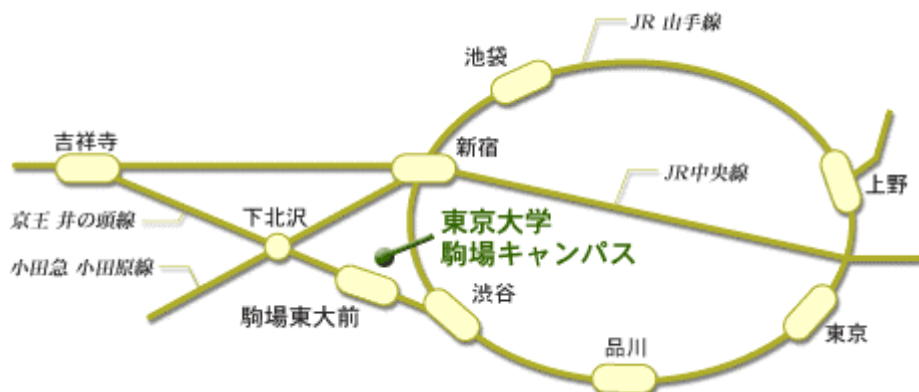 JR 山手線
池袋
吉祥寺
新宿
JR中央線
上野
京王 井の頭線
下北沢
東京大学
駒場キャンパス
小田急 小田原線
渋谷
駒場東大前
東京
品川